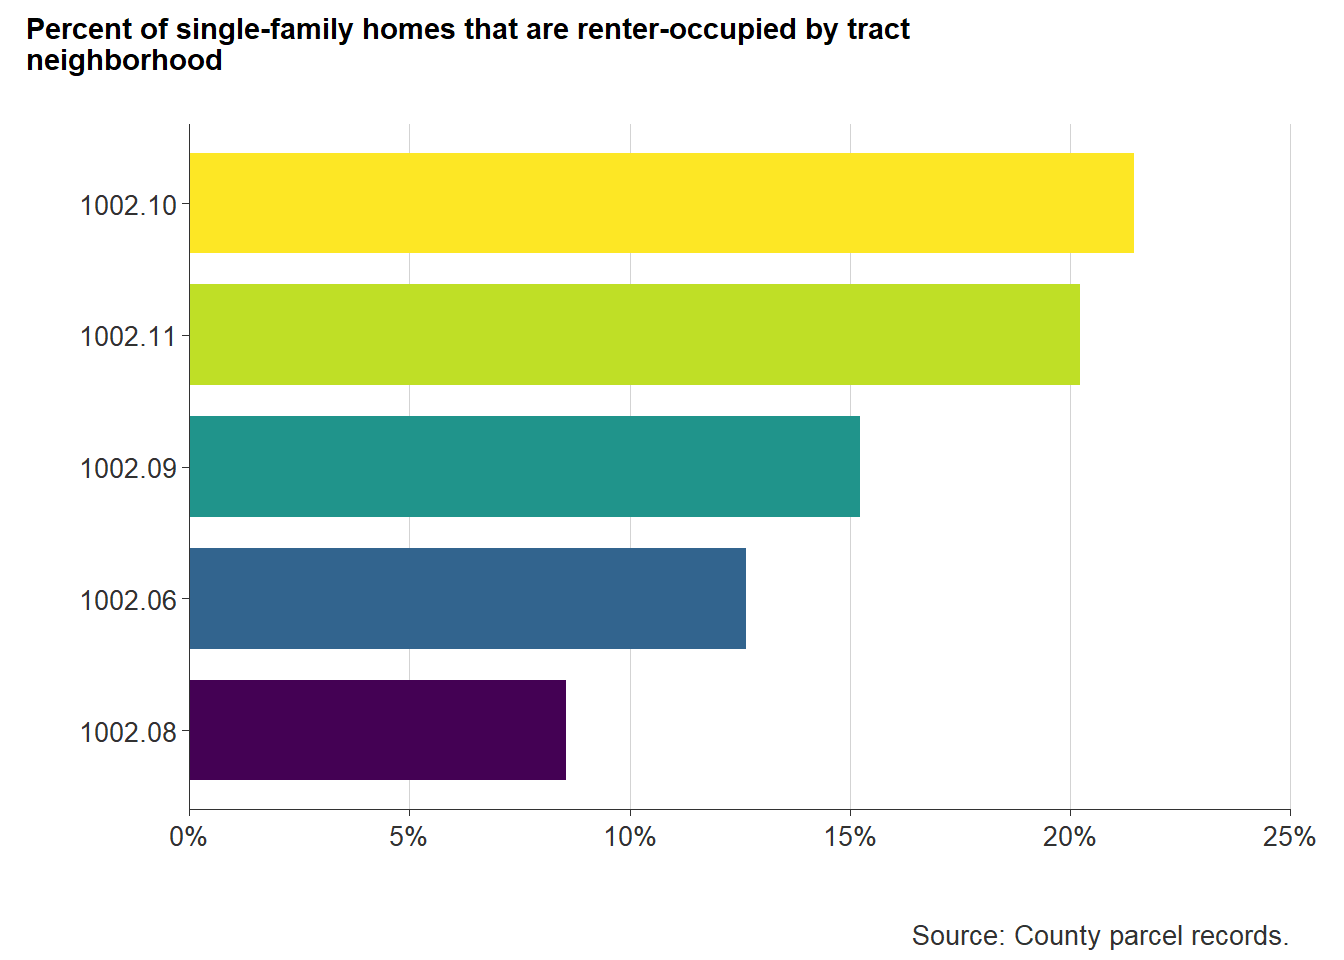 Percent of single-family homes that are renter-occupied by tract
neighborhood
1002.10
1002.11
1002.09
1002.06
1002.08
0% 5% 10% 15% 20% 25%
Source: County parcel records.